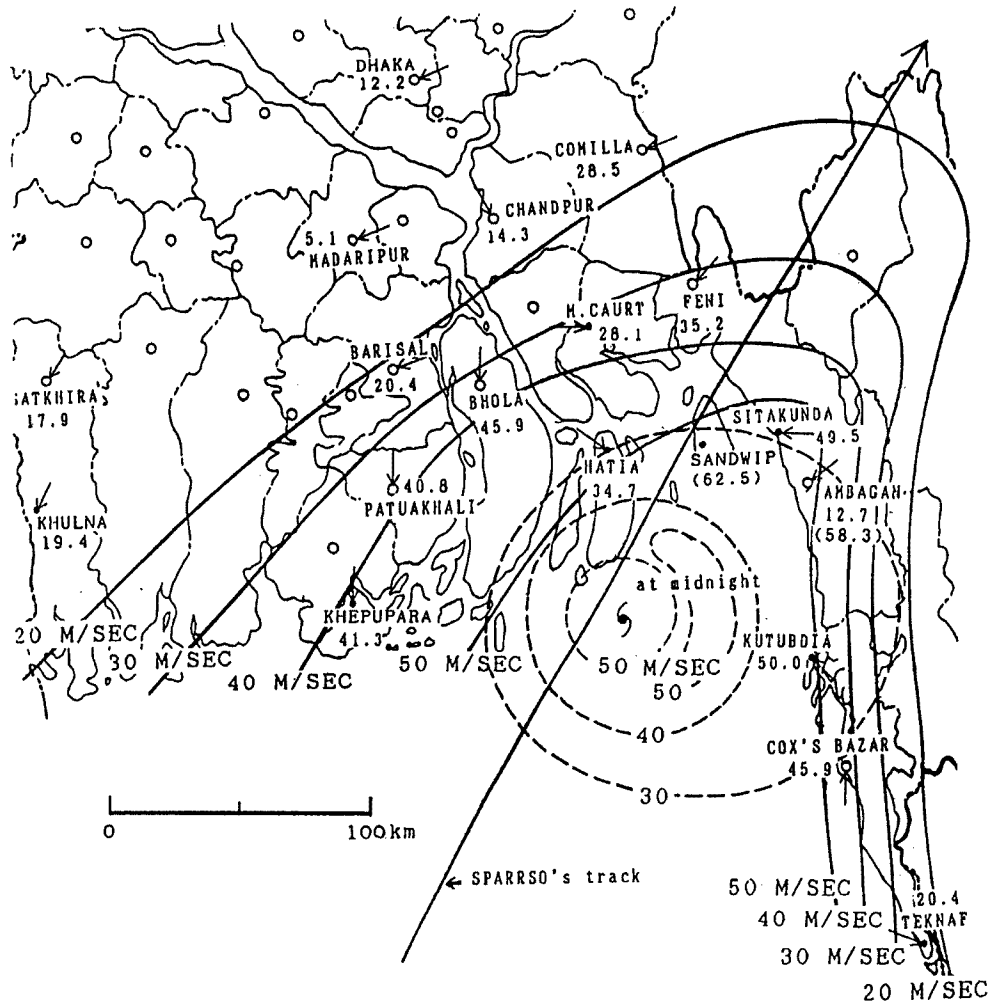 DHAKA
12.2
COMILLA
28.5
CHANDPUR
14.3
5.1
MADARIPUR
M.CAURT
28.1
FENI
35.2
BARISAL
20.4
BHOLA
45.9
SATKHIRA
17.9
SITAKUNDA
49.5
SANDWIP
(62.5)
HATIA
34.7
40.8
PATUAKHALI
AMBAGAN
12.7
(58.3)
KHULNA
19.4
at midnight
KHEPUPARA
41.3
20 M/SEC
30 M/SEC
40 M/SEC
50 M/SEC
50 M/SEC
50
40
30
KUTUBDIA
50.0
COX'S BAZAR
45.9
0
100km
SPARRSO's track
50 M/SEC
40 M/SEC
30 M/SEC
20 M/SEC
20.4
TEKNAF